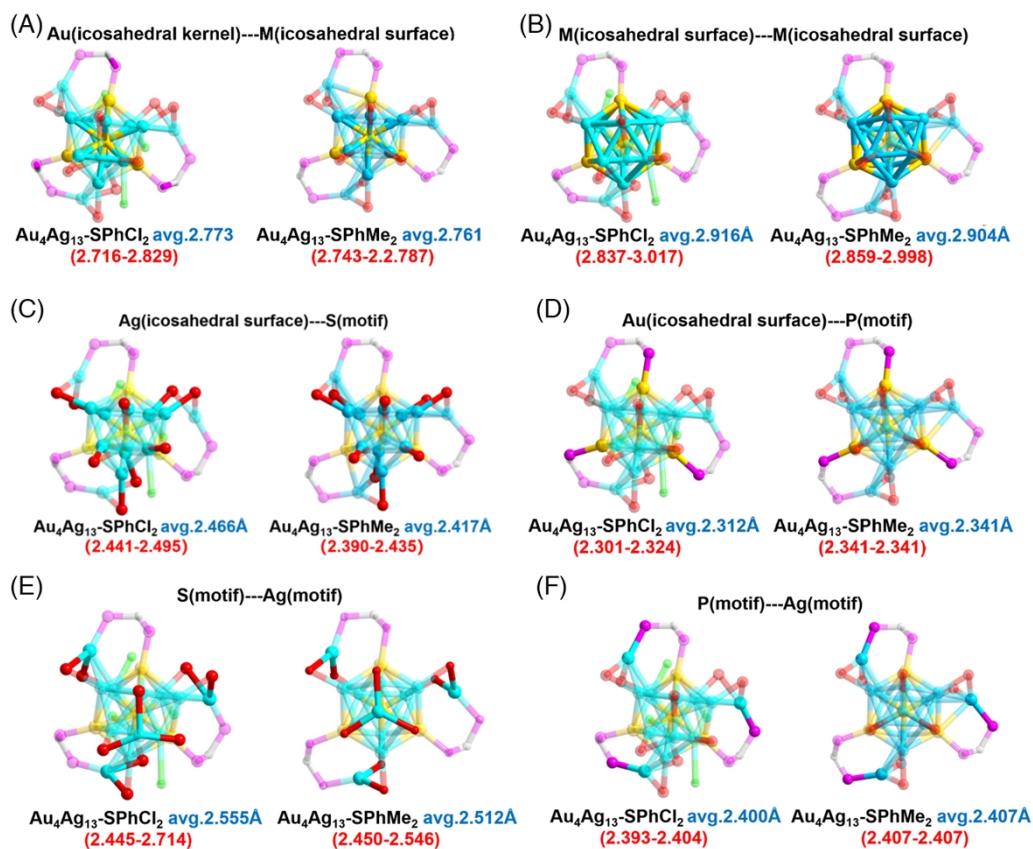 (A)
Au(icosahedral kernel)---M(icosahedral surface)
Au₄Ag₁₃-SPhCl₂ avg.2.773
(2.716-2.829)
Au₄Ag₁₃-SPhMe₂ avg.2.761
(2.743-2.2.787)
(B)
M(icosahedral surface)---M(icosahedral surface)
Au₄Ag₁₃-SPhCl₂ avg.2.916Å
(2.837-3.017)
Au₄Ag₁₃-SPhMe₂ avg.2.904Å
(2.859-2.998)
(C)
Ag(icosahedral surface)---S(motif)
Au₄Ag₁₃-SPhCl₂ avg.2.466Å
(2.441-2.495)
Au₄Ag₁₃-SPhMe₂ avg.2.417Å
(2.390-2.435)
(D)
Au(icosahedral surface)---P(motif)
Au₄Ag₁₃-SPhCl₂ avg.2.312Å
(2.301-2.324)
Au₄Ag₁₃-SPhMe₂ avg.2.341Å
(2.341-2.341)
(E)
S(motif)---Ag(motif)
Au₄Ag₁₃-SPhCl₂ avg.2.555Å
(2.445-2.714)
Au₄Ag₁₃-SPhMe₂ avg.2.512Å
(2.450-2.546)
(F)
P(motif)---Ag(motif)
Au₄Ag₁₃-SPhCl₂ avg.2.400Å
(2.393-2.404)
Au₄Ag₁₃-SPhMe₂ avg.2.407Å
(2.407-2.407)